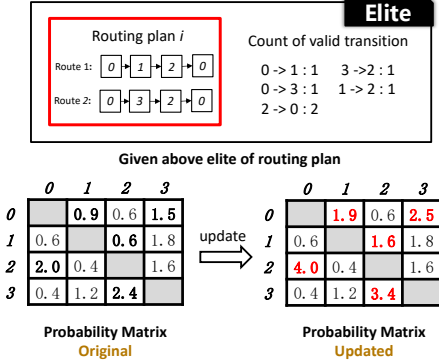 Elite
Routing plan i
Count of valid transition
Route 1: 0 1 2 0
Route 2: 0 3 2 0
0 -> 1 : 1 3 ->2 : 1
0 -> 3 : 1 1 -> 2 : 1
2 -> 0 : 2
Given above elite of routing plan
0 1 2 3
0 0.9 0.6 1.5
1 0.6 0.6 1.8
2 2.0 0.4 1.6
3 0.4 1.2 2.4
update
0 1 2 3
0 1.9 0.6 2.5
1 0.6 1.6 1.8
2 4.0 0.4 1.6
3 0.4 1.2 3.4
Probability Matrix
Original
Probability Matrix
Updated